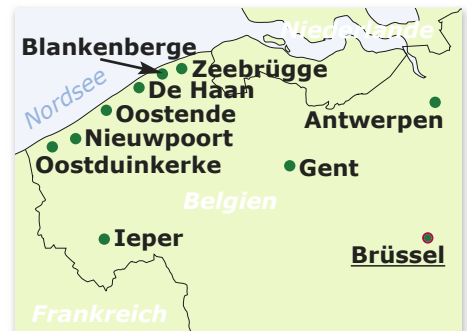 Niederlande
Blankenberge
Zeebrügge
Nordsee
De Haan
Oostende
Antwerpen
Nieuwpoort
Oostduinkerke
Gent
Belgien
Ieper
Brüssel
Frankreich